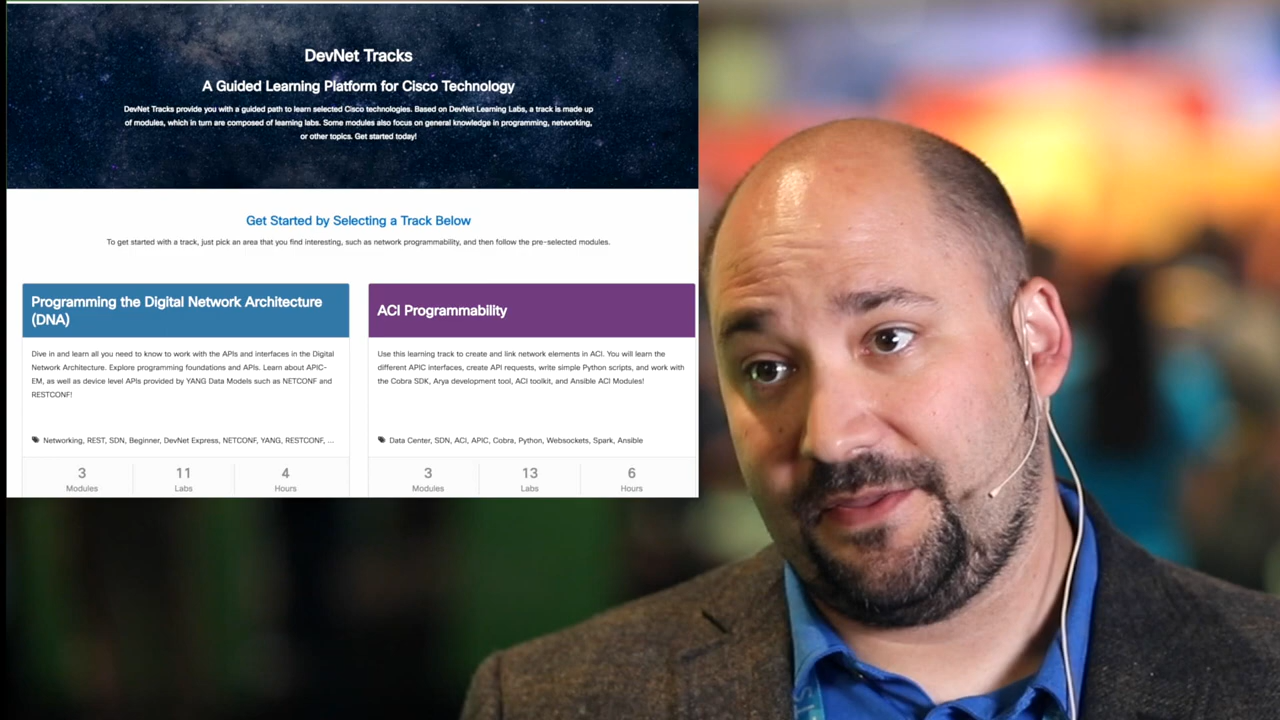 DevNet Tracks
A Guided Learning Platform for Cisco Technology
DevNet Tracks provide you with a guided path to learn selected Cisco technologies. Based on DevNet Learning Labs, a track is made up
of modules, which in turn are composed of learning labs. Some modules also focus on general knowledge in programming, networking,
or other topics. Get started today!
Get Started by Selecting a Track Below
To get started with a track, just pick an area that you find interesting, such as network programmability, and then follow the pre-selected modules.
Programming the Digital Network Architecture
(DNA)
Dive in and learn all you need to know to work with the APIs and interfaces in the Digital
Network Architecture. Explore programming foundations and APIs. Learn about APIC-
EM, as well as device level APIs provided by YANG Data Models such as NETCONF and
RESTCONF!
Networking, REST, SDN, Beginner, DevNet Express, NETCONF, YANG, RESTCONF, ...
3 11 4
Modules Labs Hours
ACI Programmability
Use this learning track to create and link network elements in ACI. You will learn the
different APIC interfaces, create API requests, write simple Python scripts, and work with
the Cobra SDK, Arya development tool, ACI toolkit, and Ansible ACI Modules!
Data Center, SDN, ACI, APIC, Cobra, Python, Websockets, Spark, Ansible
3 13 6
Modules Labs Hours